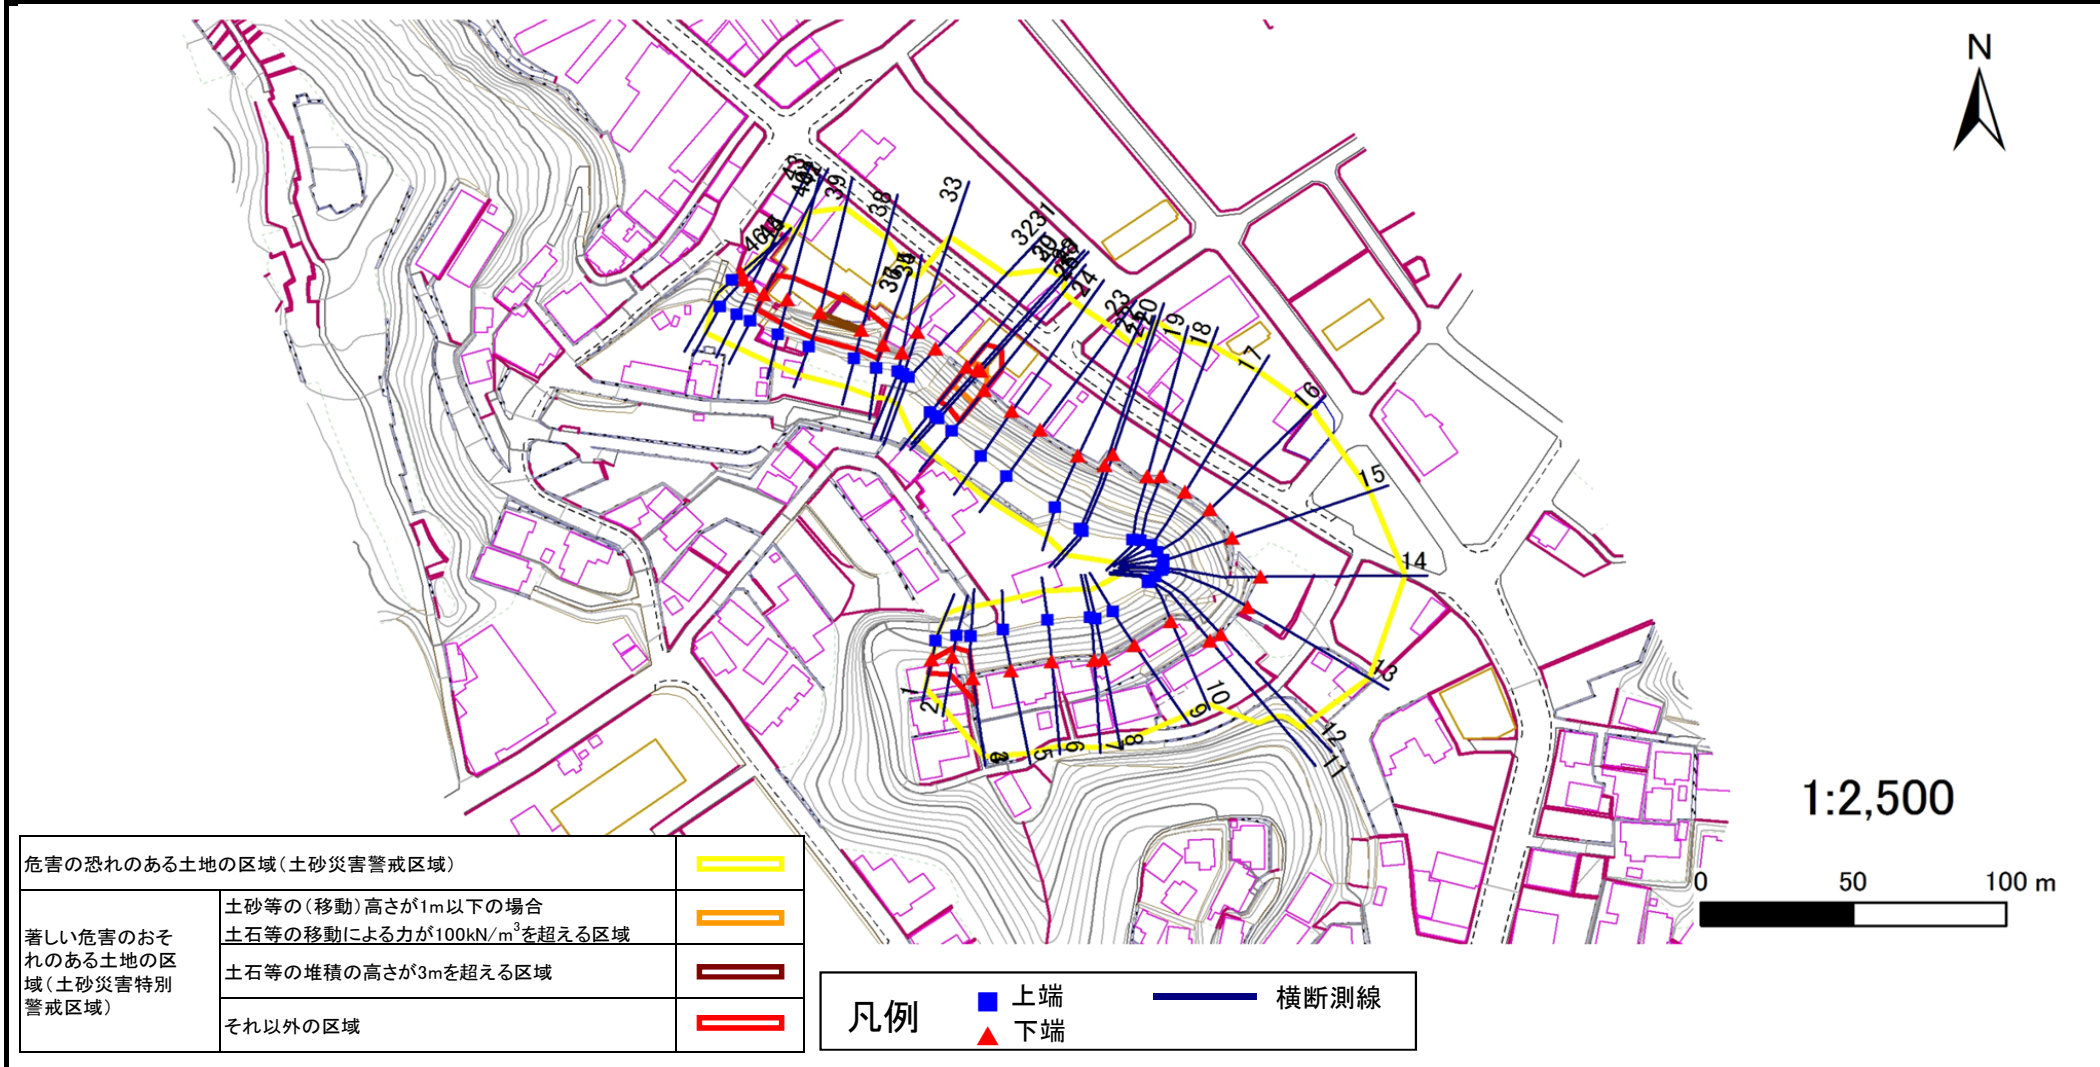 N
43
39
38
33
32
31
24
23
20
19
18
17
16
15
14
13
12
11
10
9
8
7
6
5
2
1
46
1:2,500
0 50 100 m
危害の恐れのある土地の区域(土砂災害警戒区域)
著しい危害のおそ
れのある土地の区
域(土砂災害特別
警戒区域)
土砂等の(移動)高さが1m以下の場合
土石等の移動による力が100kN/m³を超える区域
土石等の堆積の高さが3mを超える区域
それ以外の区域
凡例
上端
下端
横断測線